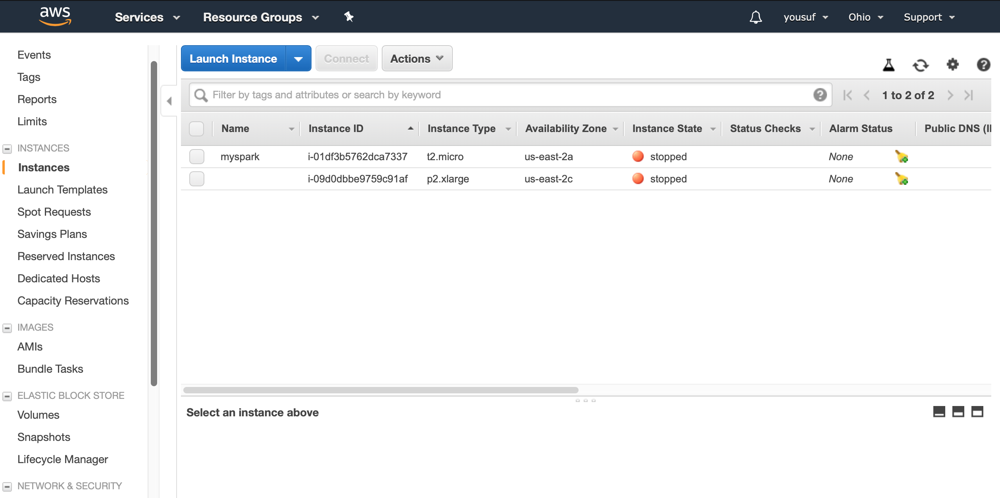 aws Services Resource Groups yousuf Ohio Support
Events
Tags
Reports
Limits
INSTANCES
Instances
Launch Templates
Spot Requests
Savings Plans
Reserved Instances
Dedicated Hosts
Capacity Reservations
IMAGES
AMIs
Bundle Tasks
ELASTIC BLOCK STORE
Volumes
Snapshots
Lifecycle Manager
NETWORK & SECURITY
Launch Instance Connect Actions
Filter by tags and attributes or search by keyword 1 to 2 of 2
Name Instance ID Instance Type Availability Zone Instance State Status Checks Alarm Status Public DNS (I
myspark i-01df3b5762dca7337 t2.micro us-east-2a stopped None
i-09d0dbbe9759c91af p2.xlarge us-east-2c stopped None
Select an instance above